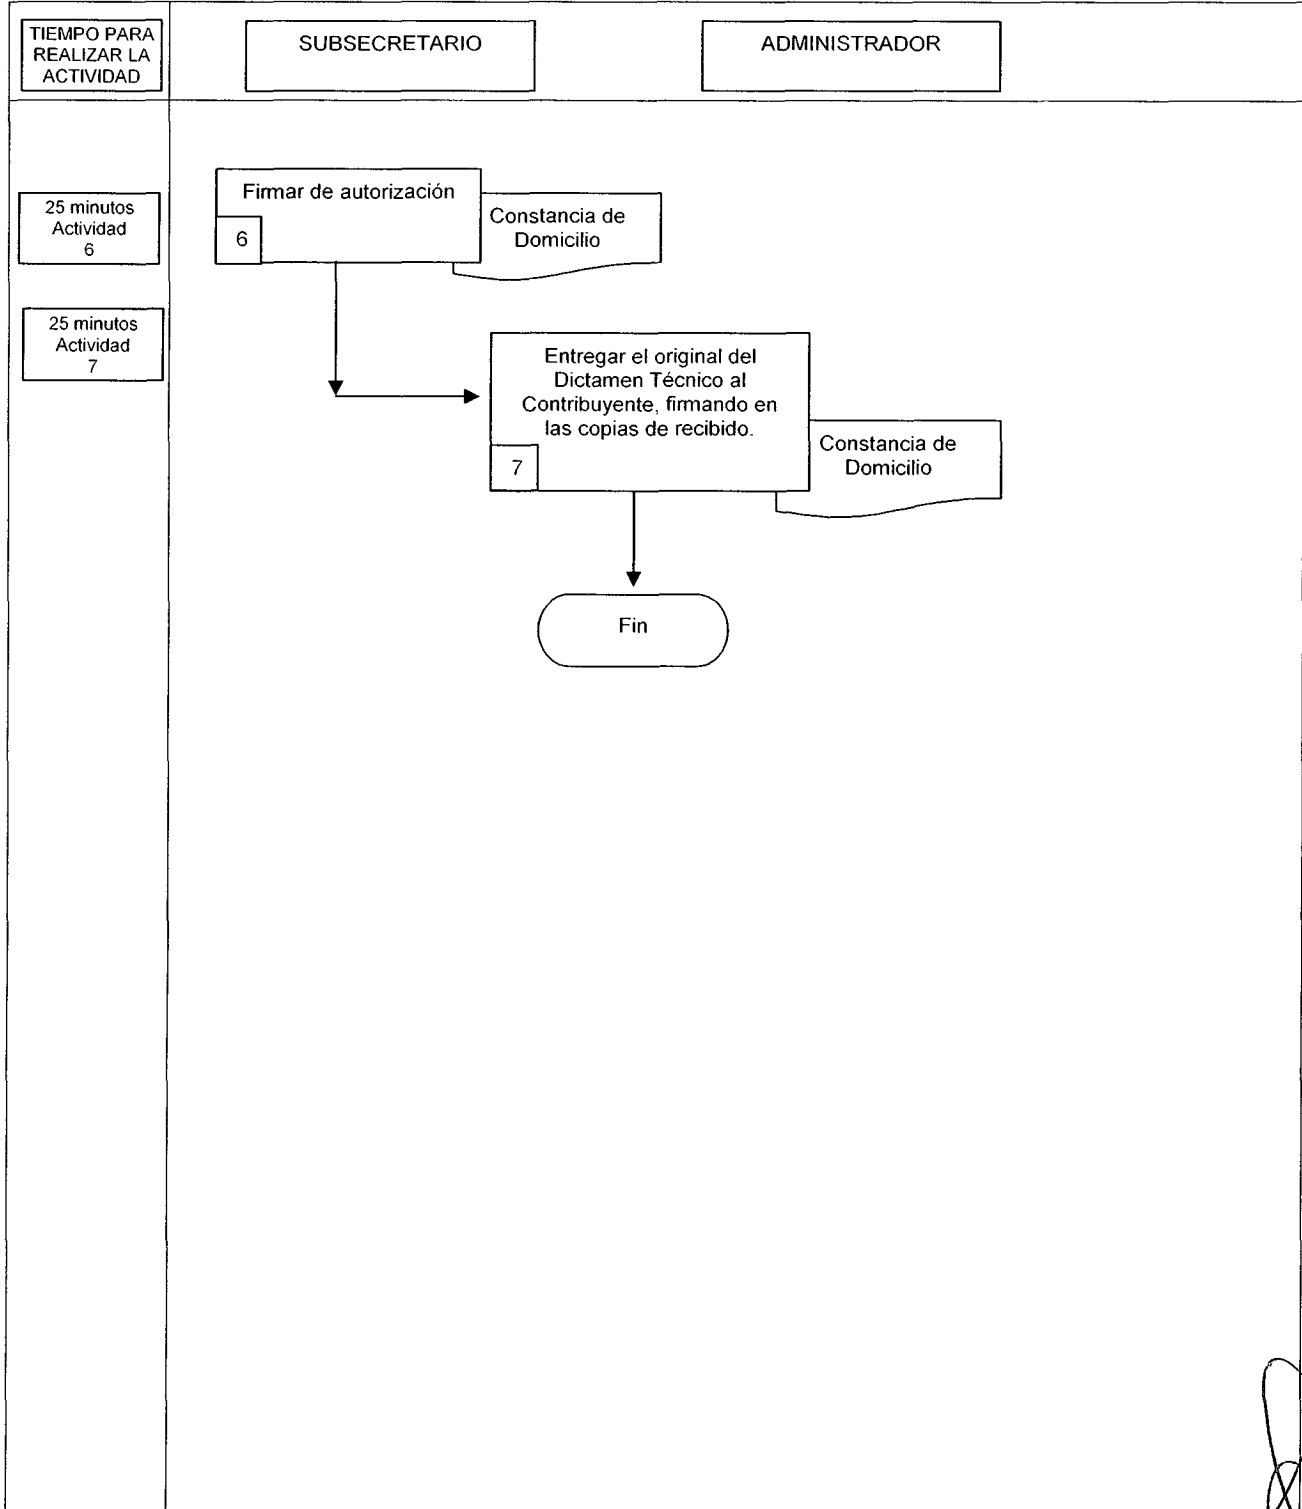 TIEMPO PARA
REALIZAR LA
ACTIVIDAD
SUBSECRETARIO
ADMINISTRADOR
25 minutos
Actividad
6
Firmar de autorización
6
Constancia de
Domicilio
25 minutos
Actividad
7
Entregar el original del
Dictamen Técnico al
Contribuyente, firmando en
las copias de recibido.
7
Constancia de
Domicilio
Fin